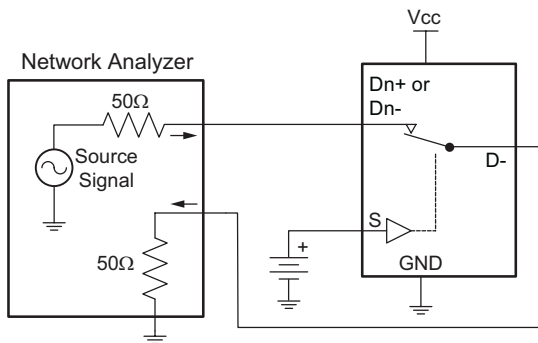 Vcc
Network Analyzer
50Ω
Source
Signal
50Ω
Dn+ or
Dn-
D-
S
+
GND